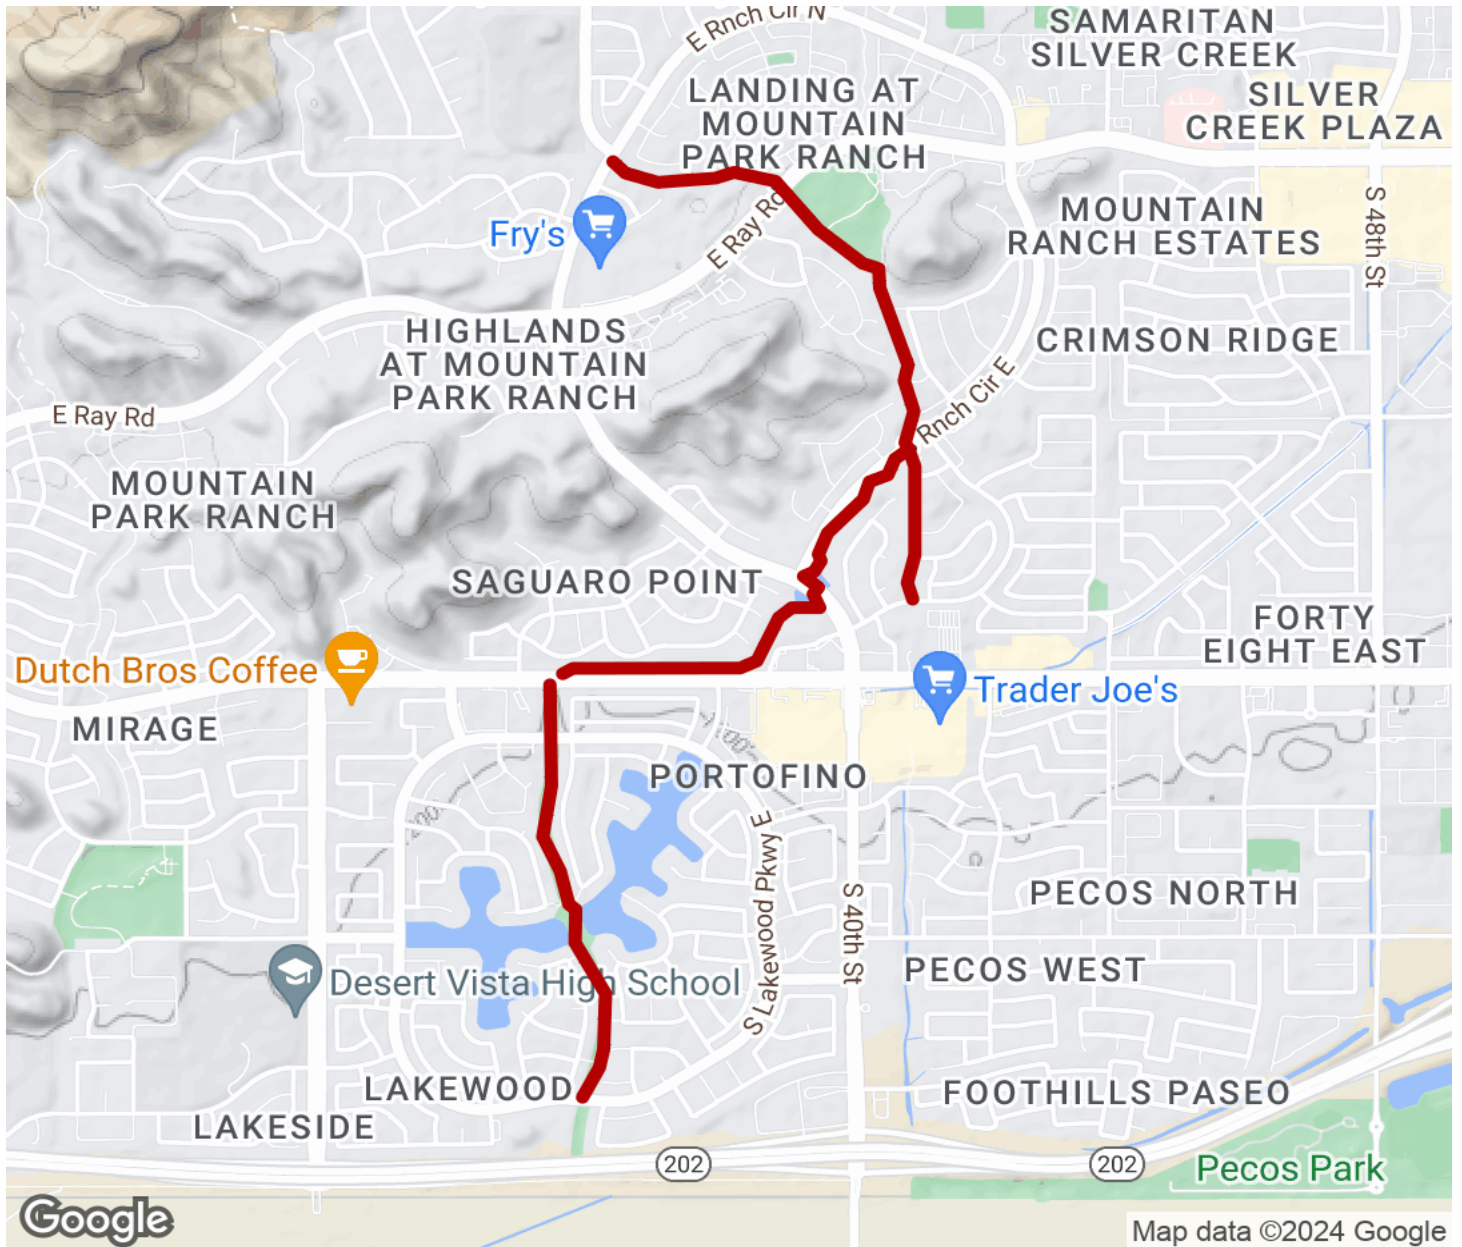 E Rnch Cir N
SAMARITAN
SILVER CREEK
LANDING AT
MOUNTAIN
PARK RANCH
SILVER
CREEK PLAZA
S 48th St
Fry's
E Ray Rd
MOUNTAIN
RANCH ESTATES
HIGHLANDS
AT MOUNTAIN
PARK RANCH
CRIMSON RIDGE
E Ray Rd
Rnch Cir E
MOUNTAIN
PARK RANCH
SAGUARO POINT
FORTY
EIGHT EAST
Dutch Bros Coffee
Trader Joe's
MIRAGE
1200
PORTOFINO
1200
S Lakewood Pkwy E
S 40th St
PECOS NORTH
Desert Vista High School
PECOS WEST
LAKEWOOD
FOOTHILLS PASEO
LAKESIDE
202
202
Pecos Park
Google
Map data ©2024 Google